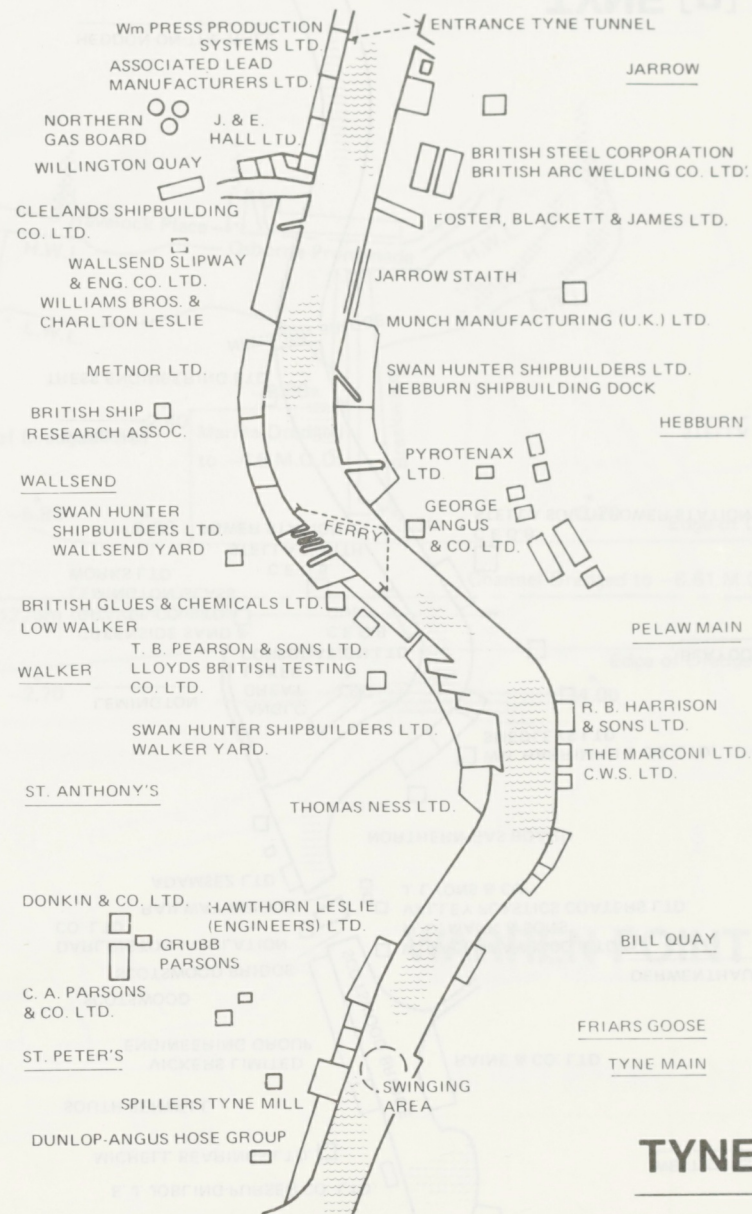 Wm PRESS PRODUCTION
SYSTEMS LTD.
ENTRANCE TYNE TUNNEL
ASSOCIATED LEAD
MANUFACTURERS LTD.
JARROW
NORTHERN
GAS BOARD
J. & E.
HALL LTD.
WILLINGTON QUAY
BRITISH STEEL CORPORATION
BRITISH ARC WELDING CO. LTD.
CLELANDS SHIPBUILDING
CO. LTD.
FOSTER, BLACKETT & JAMES LTD.
WALLSEND SLIPWAY
& ENG. CO. LTD.
WILLIAMS BROS. &
CHARLTON LESLIE
JARROW STAITH
MUNCH MANUFACTURING (U.K.) LTD.
METNOR LTD.
SWAN HUNTER SHIPBUILDERS LTD.
HEBBURN SHIPBUILDING DOCK
BRITISH SHIP
RESEARCH ASSOC.
HEBBURN
PYROTENAX
LTD.
WALLSEND
SWAN HUNTER
SHIPBUILDERS LTD.
WALLSEND YARD
FERRY
GEORGE
ANGUS
& CO. LTD.
BRITISH GLUES & CHEMICALS LTD.
LOW WALKER
PELAW MAIN
WALKER
T. B. PEARSON & SONS LTD.
LLOYDS BRITISH TESTING
CO. LTD.
R. B. HARRISON
& SONS LTD.
SWAN HUNTER SHIPBUILDERS LTD.
WALKER YARD.
THE MARCONI LTD.
C.W.S. LTD.
ST. ANTHONY'S
THOMAS NESS LTD.
DONKIN & CO. LTD.
HAWTHORN LESLIE
(ENGINEERS) LTD.
GRUBB
PARSONS
BILL QUAY
C. A. PARSONS
& CO. LTD.
FRIARS GOOSE
ST. PETER'S
TYNE MAIN
SWINGING
AREA
SPILLERS TYNE MILL
DUNLOP-ANGUS HOSE GROUP
TYNE